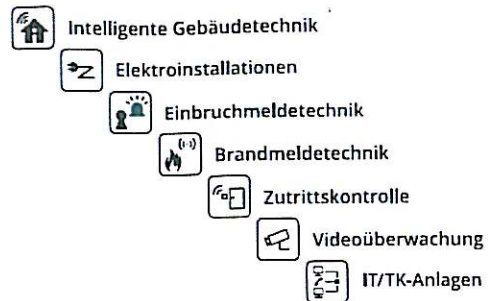 Intelligente Gebäudetechnik
Elektroinstallationen
Einbruchmeldetechnik
Brandmeldetechnik
Zutrittskontrolle
Videoüberwachung
IT/TK-Anlagen